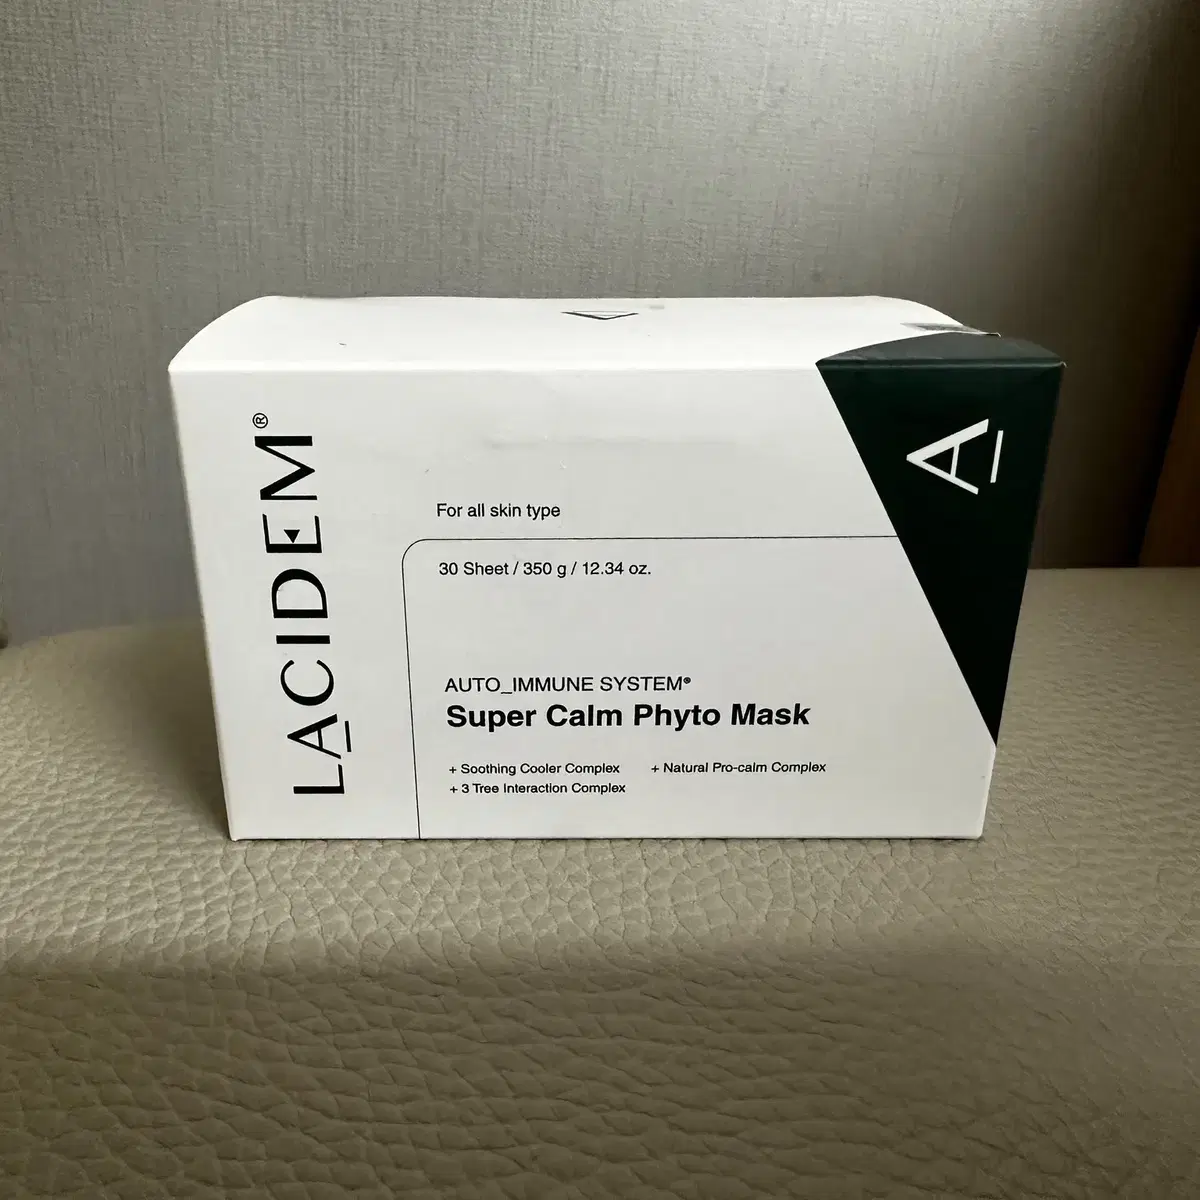 LACIDEM®
For all skin type
30 Sheet / 350 g / 12.34 oz.
AUTO_IMMUNE SYSTEM®
Super Calm Phyto Mask
+ Soothing Cooler Complex + Natural Pro-calm Complex
+ 3 Tree Interaction Complex
A